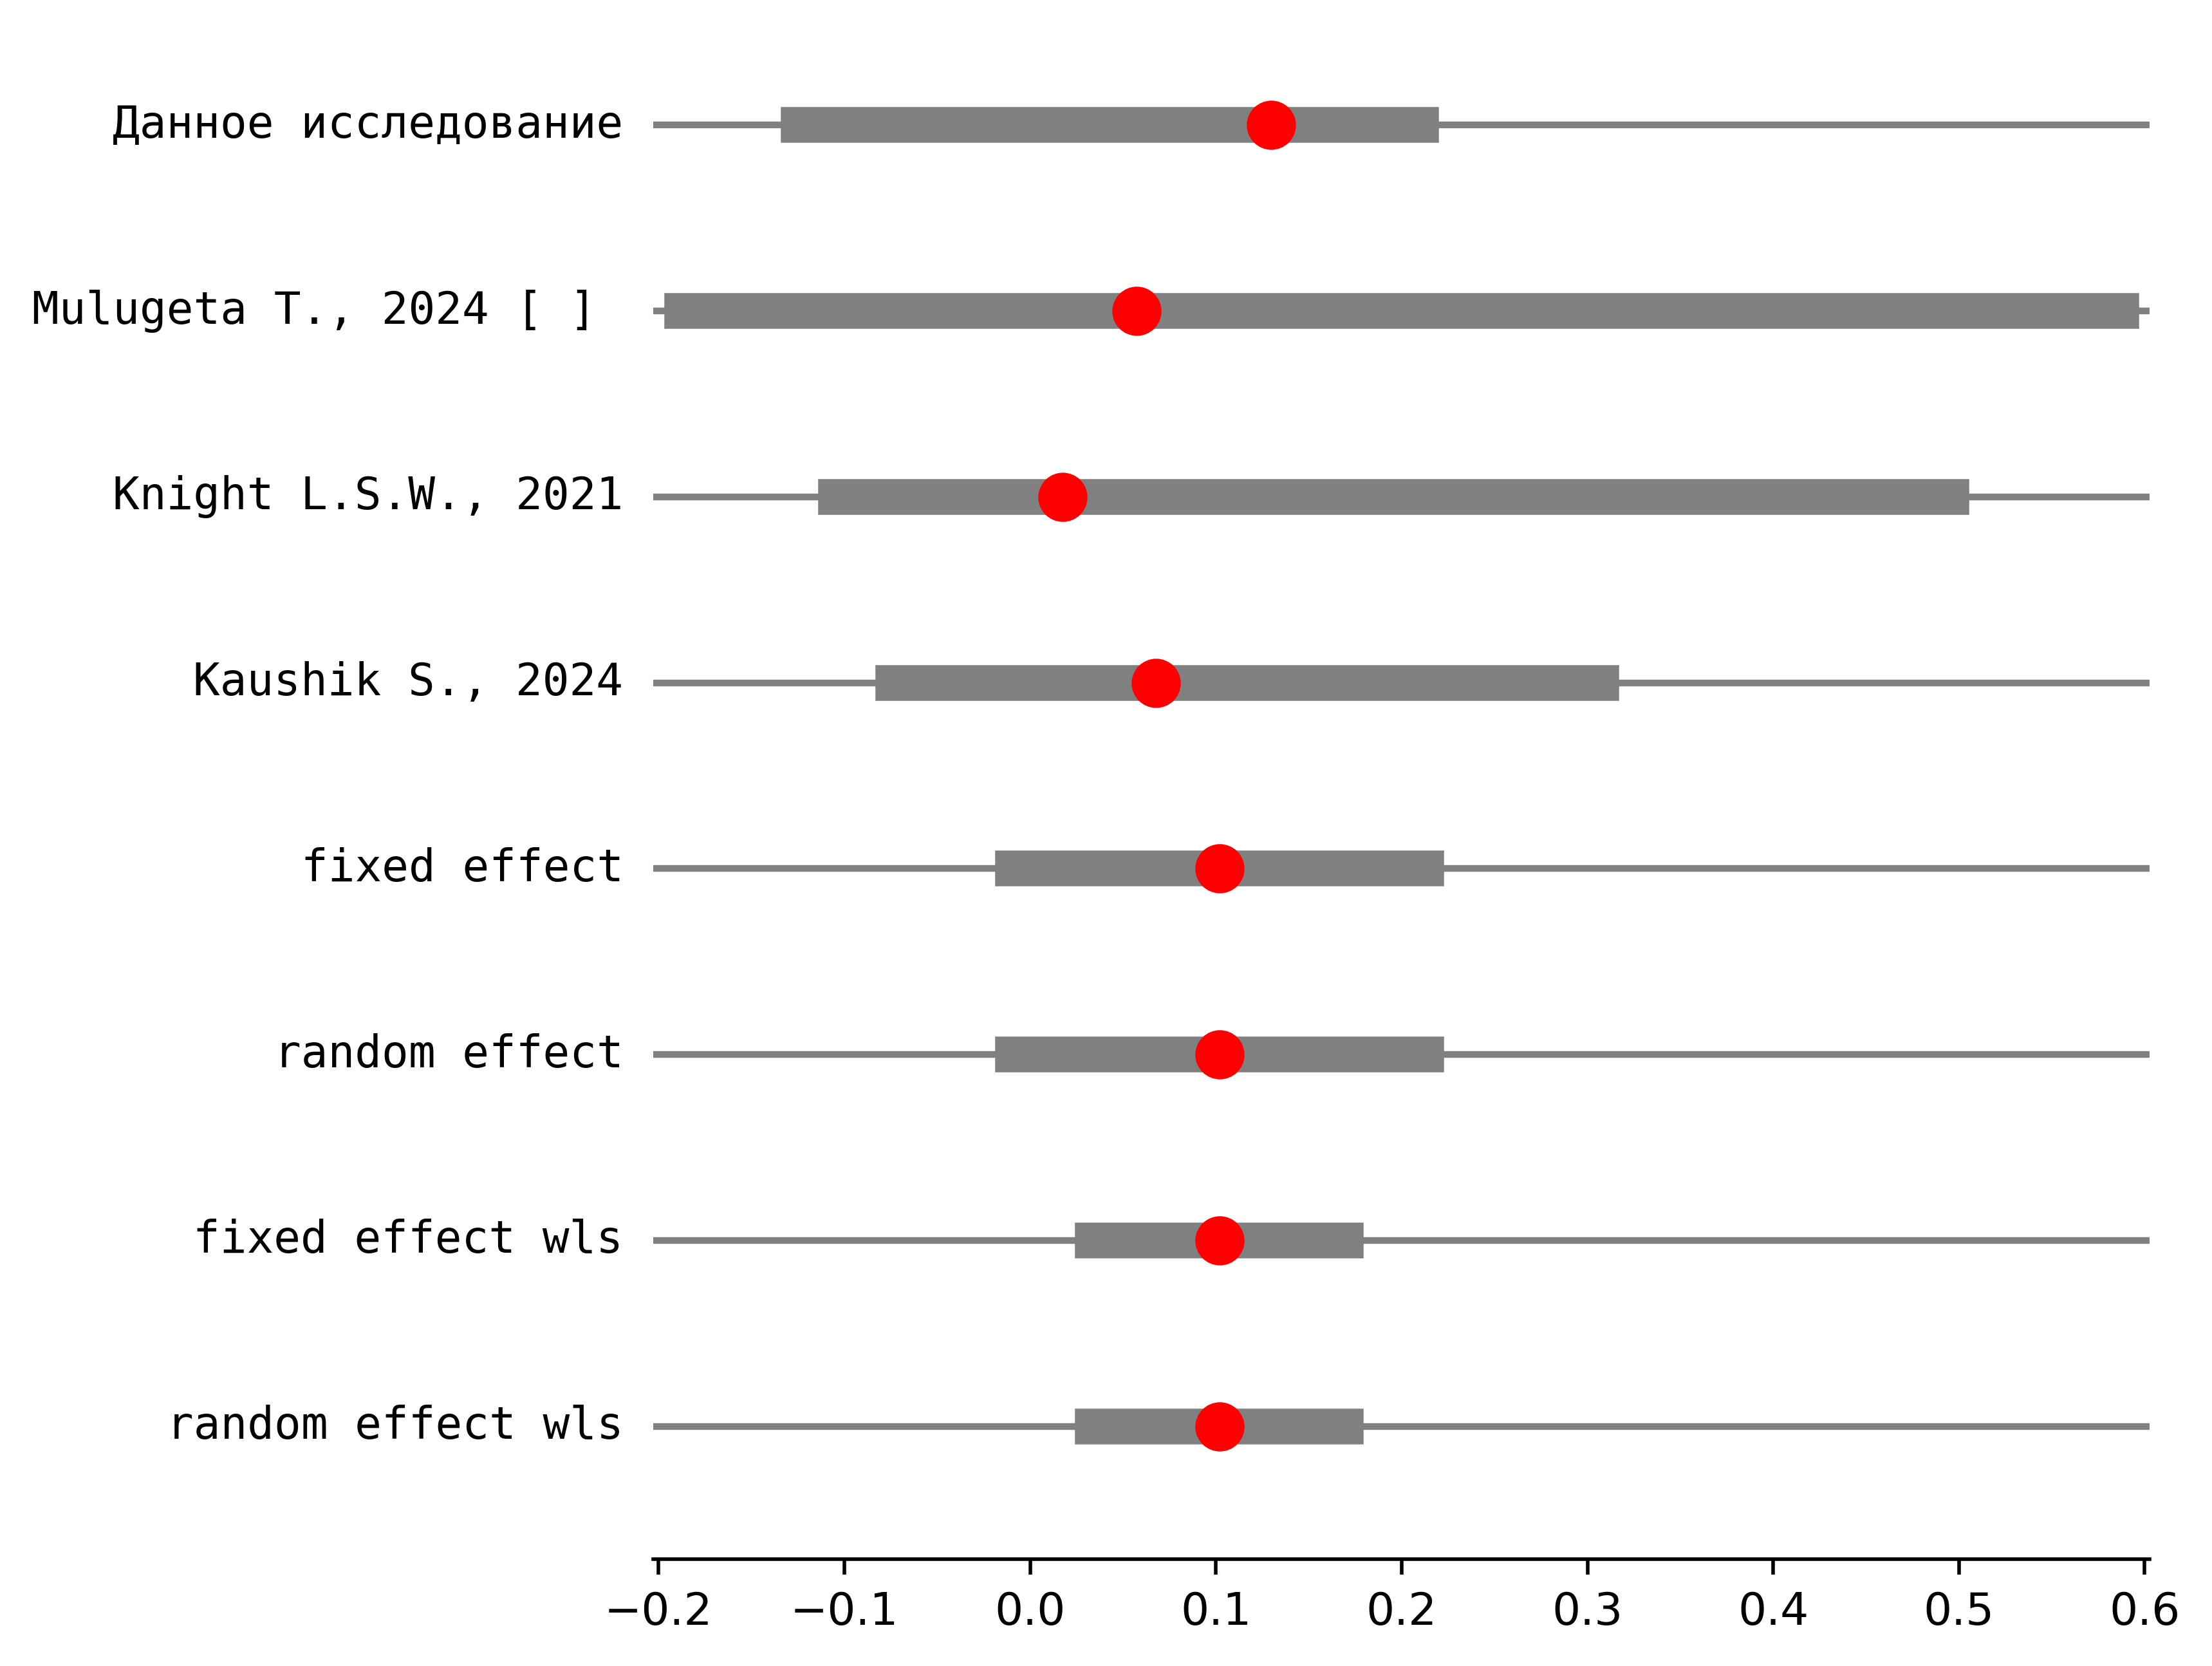 Данное исследование
Mulugeta T., 2024 [ ]
Knight L.S.W., 2021
Kaushik S., 2024
fixed effect
random effect
fixed effect wls
random effect wls
−0.2 −0.1 0.0 0.1 0.2 0.3 0.4 0.5 0.6